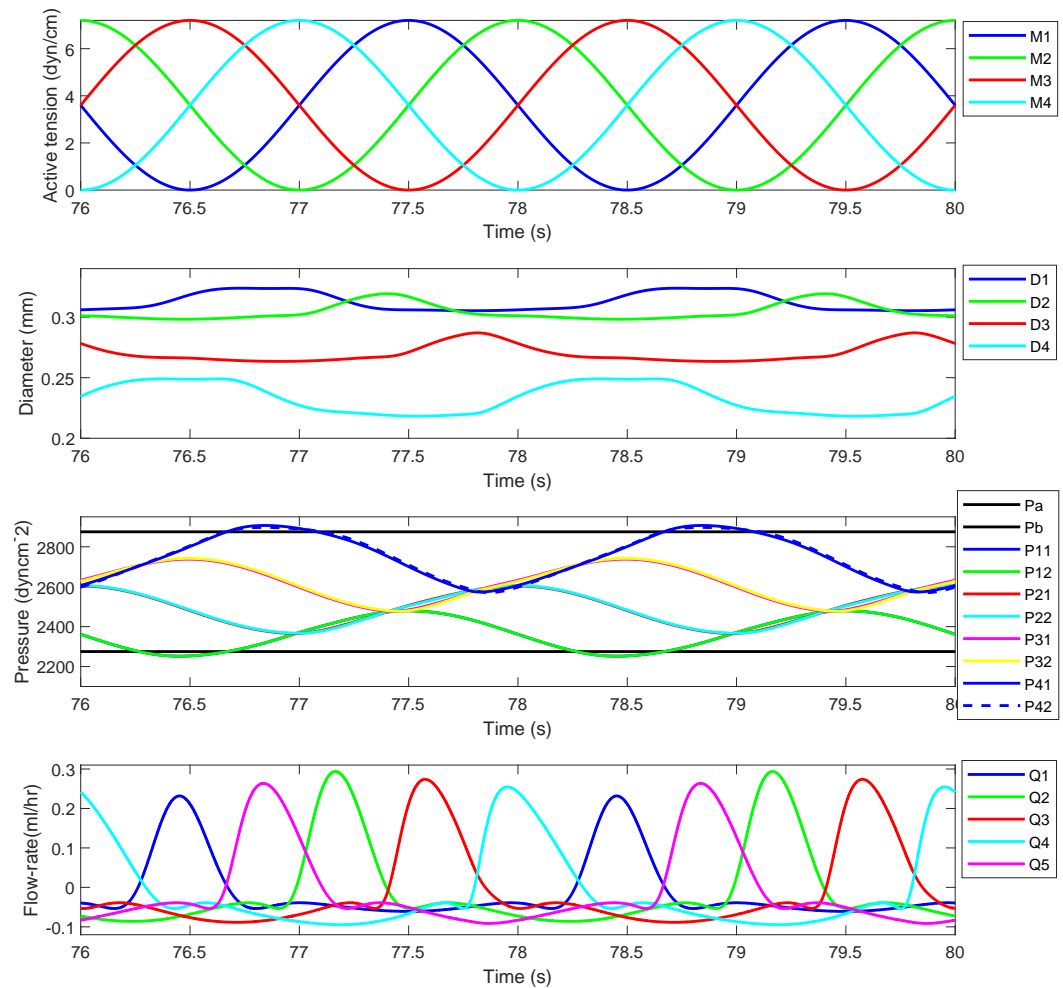 Active tension (dyn/cm)
6
4
2
0
76 76.5 77 77.5 78 78.5 79 79.5 80
Time (s)
M1
M2
M3
M4
Diameter (mm)
0.3
0.25
0.2
76 76.5 77 77.5 78 78.5 79 79.5 80
Time (s)
D1
D2
D3
D4
Pressure (dyncm-2)
2800
2600
2400
2200
76 76.5 77 77.5 78 78.5 79 79.5 80
Time (s)
Pa
Pb
P11
P12
P21
P22
P31
P32
P41
P42
Flow-rate(ml/hr)
0.3
0.2
0.1
0
-0.1
76 76.5 77 77.5 78 78.5 79 79.5 80
Time (s)
Q1
Q2
Q3
Q4
Q5